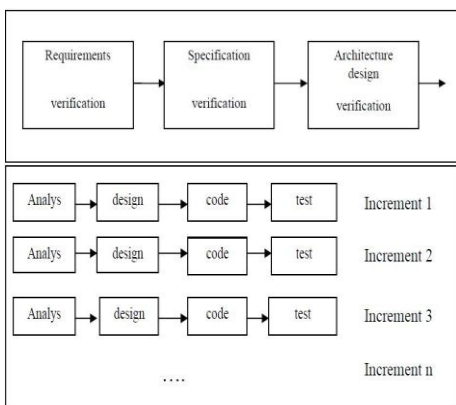 Requirements
verification
Specification
verification
Architecture
design
verification
Analys
design
code
test
Increment 1
Analys
design
code
test
Increment 2
Analys
design
code
test
Increment 3
....
Increment n